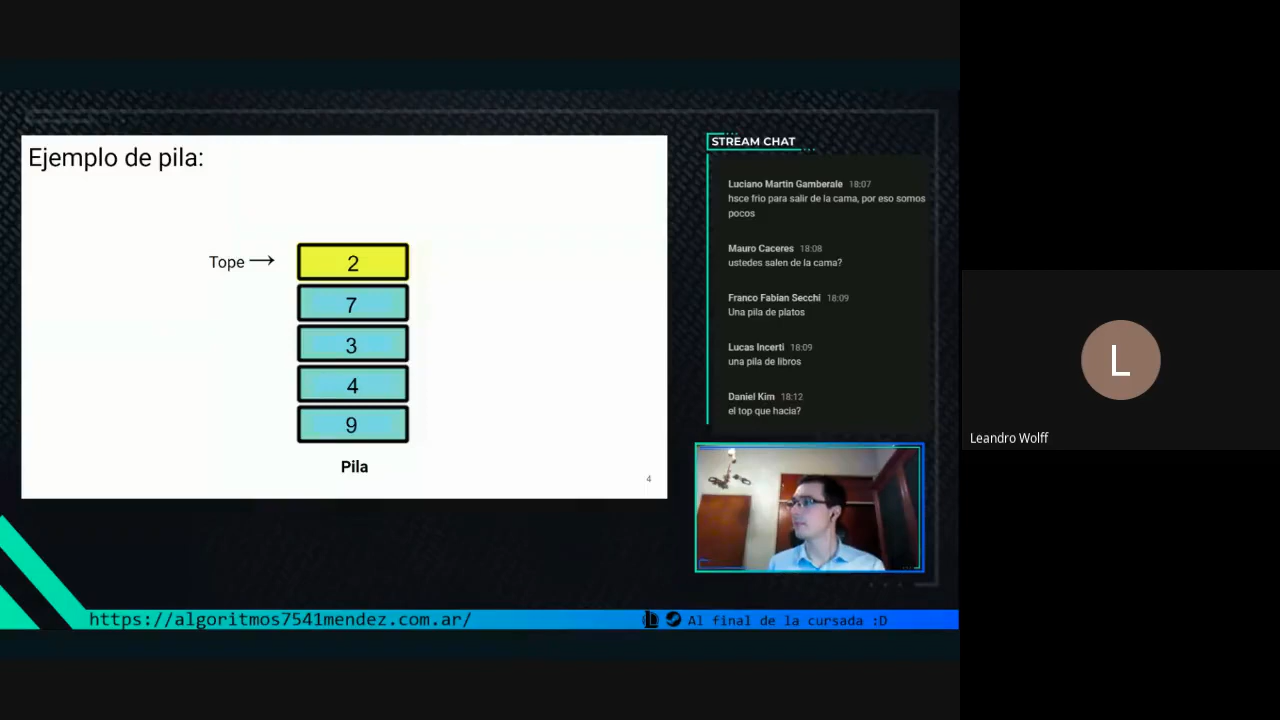 Ejemplo de pila:
Tope →
2
7
3
4
9
Pila
4
STREAM CHAT
Luciano Martin Gamberale 18:07
hsce frio para salir de la cama, por eso somos
pocos
Mauro Caceres 18:08
ustedes salen de la cama?
Franco Fabian Secchi 18:09
Una pila de platos
Lucas Incerti 18:09
una pila de libros
Daniel Kim 18:12
el top que hacia?
L
Leandro Wolff
https://algoritmos7541mendez.com.ar/
Al final de la cursada :D